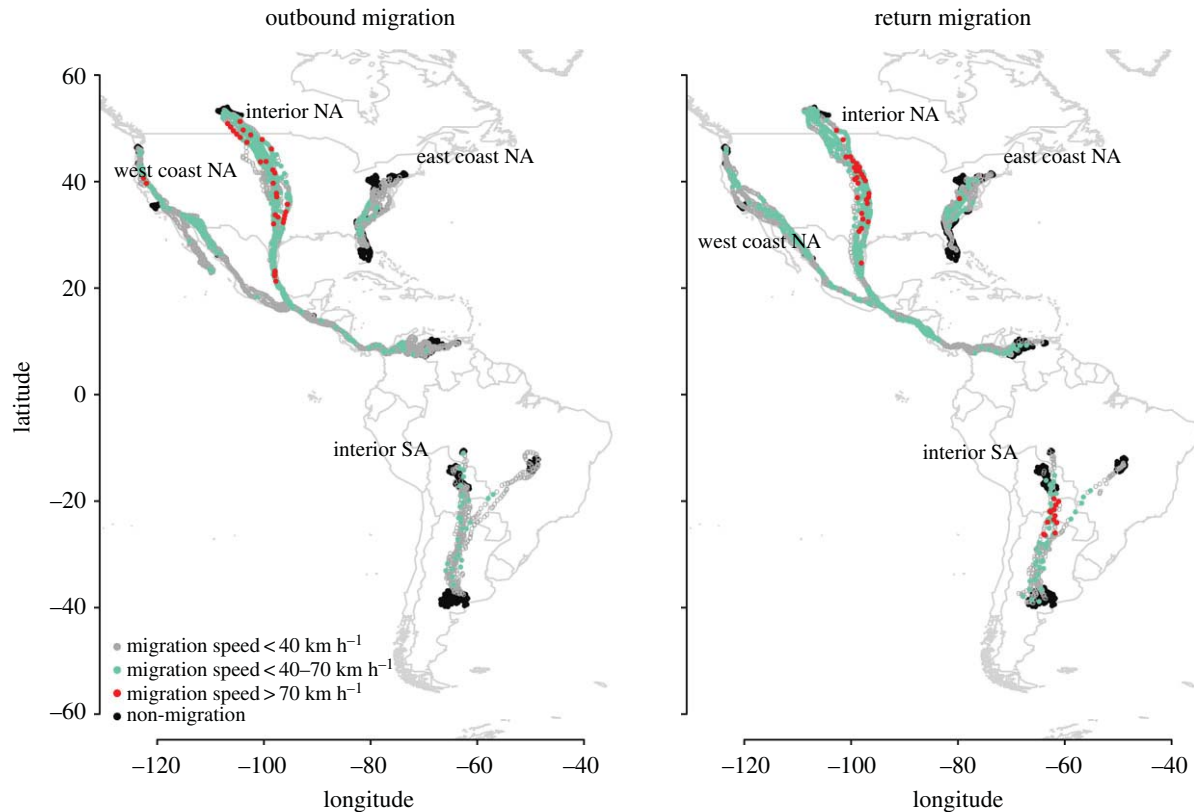 outbound migration
return migration
60
interior NA
interior NA
east coast NA
east coast NA
west coast NA
40
west coast NA
20
latitude
0
interior SA
interior SA
−20
−40
migration speed < 40 km h⁻¹
migration speed < 40–70 km h⁻¹
migration speed > 70 km h⁻¹
non-migration
−60
−120 −100 −80 −60 −40
−120 −100 −80 −60 −40
longitude
longitude